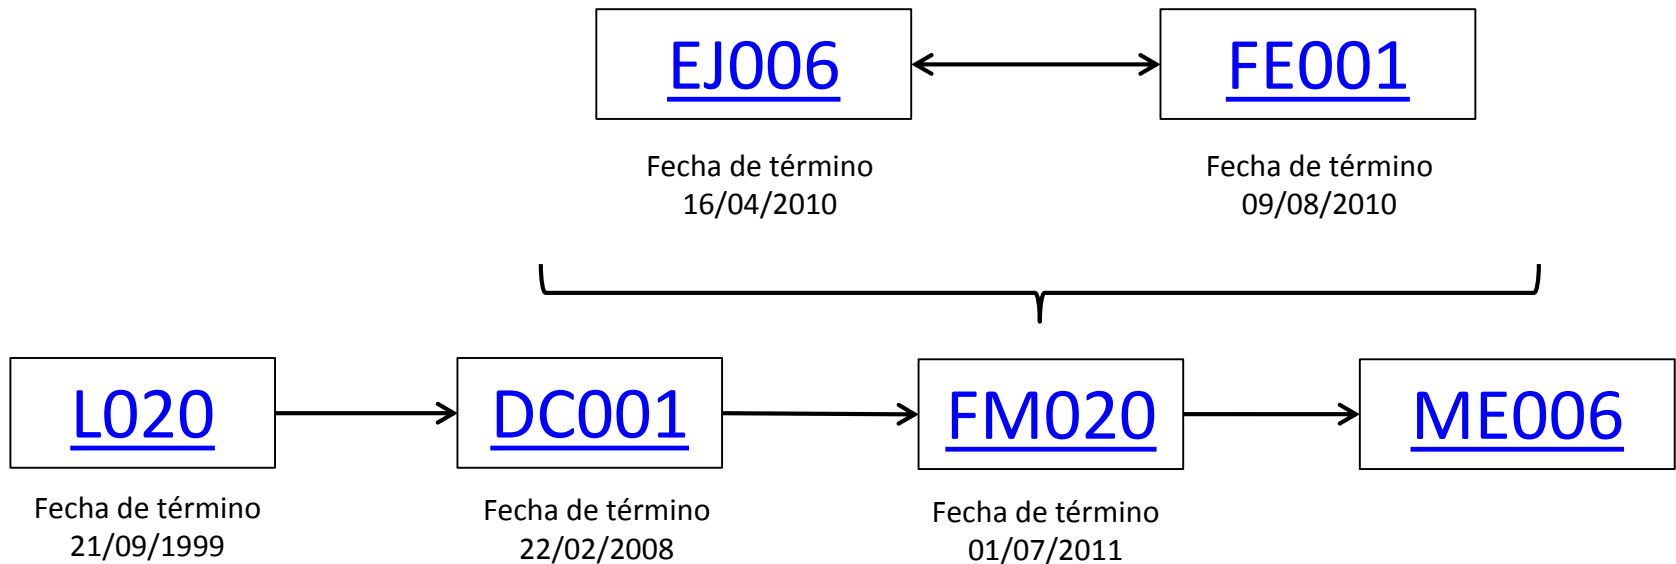 EJ006
FE001
Fecha de término
16/04/2010
Fecha de término
09/08/2010
L020
DC001
FM020
ME006
Fecha de término
21/09/1999
Fecha de término
22/02/2008
Fecha de término
01/07/2011